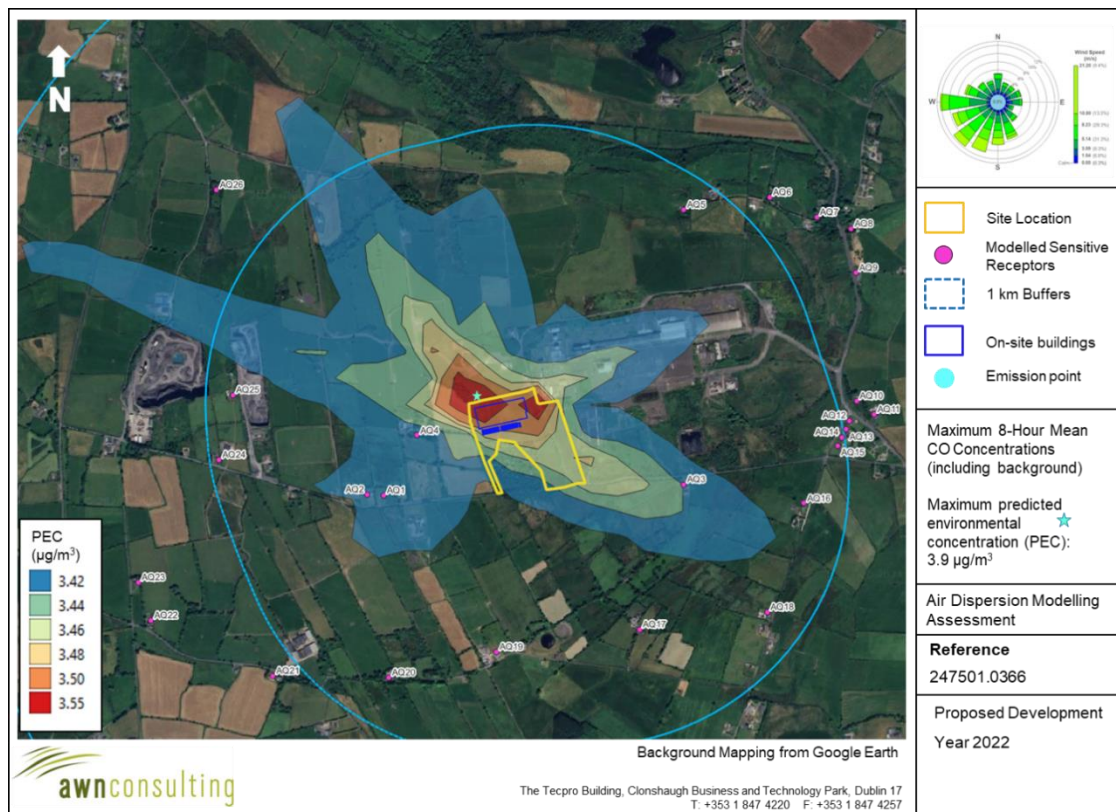 N
AQ26
AQ5
AQ6
AQ7
AQ8
AQ9
AQ25
AQ4
AQ10
AQ11
AQ12
AQ14
AQ13
AQ15
AQ24
AQ2
AQ1
AQ3
AQ16
AQ23
AQ22
AQ18
AQ17
AQ19
AQ21
AQ20
PEC
(µg/m³)
3.42
3.44
3.46
3.48
3.50
3.55
N
W
E
S
Wind Speed
(m/s)
Site Location
Modelled Sensitive
Receptors
1 km Buffers
On-site buildings
Emission point
Maximum 8-Hour Mean
CO Concentrations
(including background)
Maximum predicted
environmental
concentration (PEC):
3.9 µg/m³
Air Dispersion Modelling
Assessment
Reference
247501.0366
Proposed Development
Year 2022
Background Mapping from Google Earth
awnconsulting
The Tecpro Building, Clonshaugh Business and Technology Park, Dublin 17
T: +353 1 847 4220 F: +353 1 847 4257